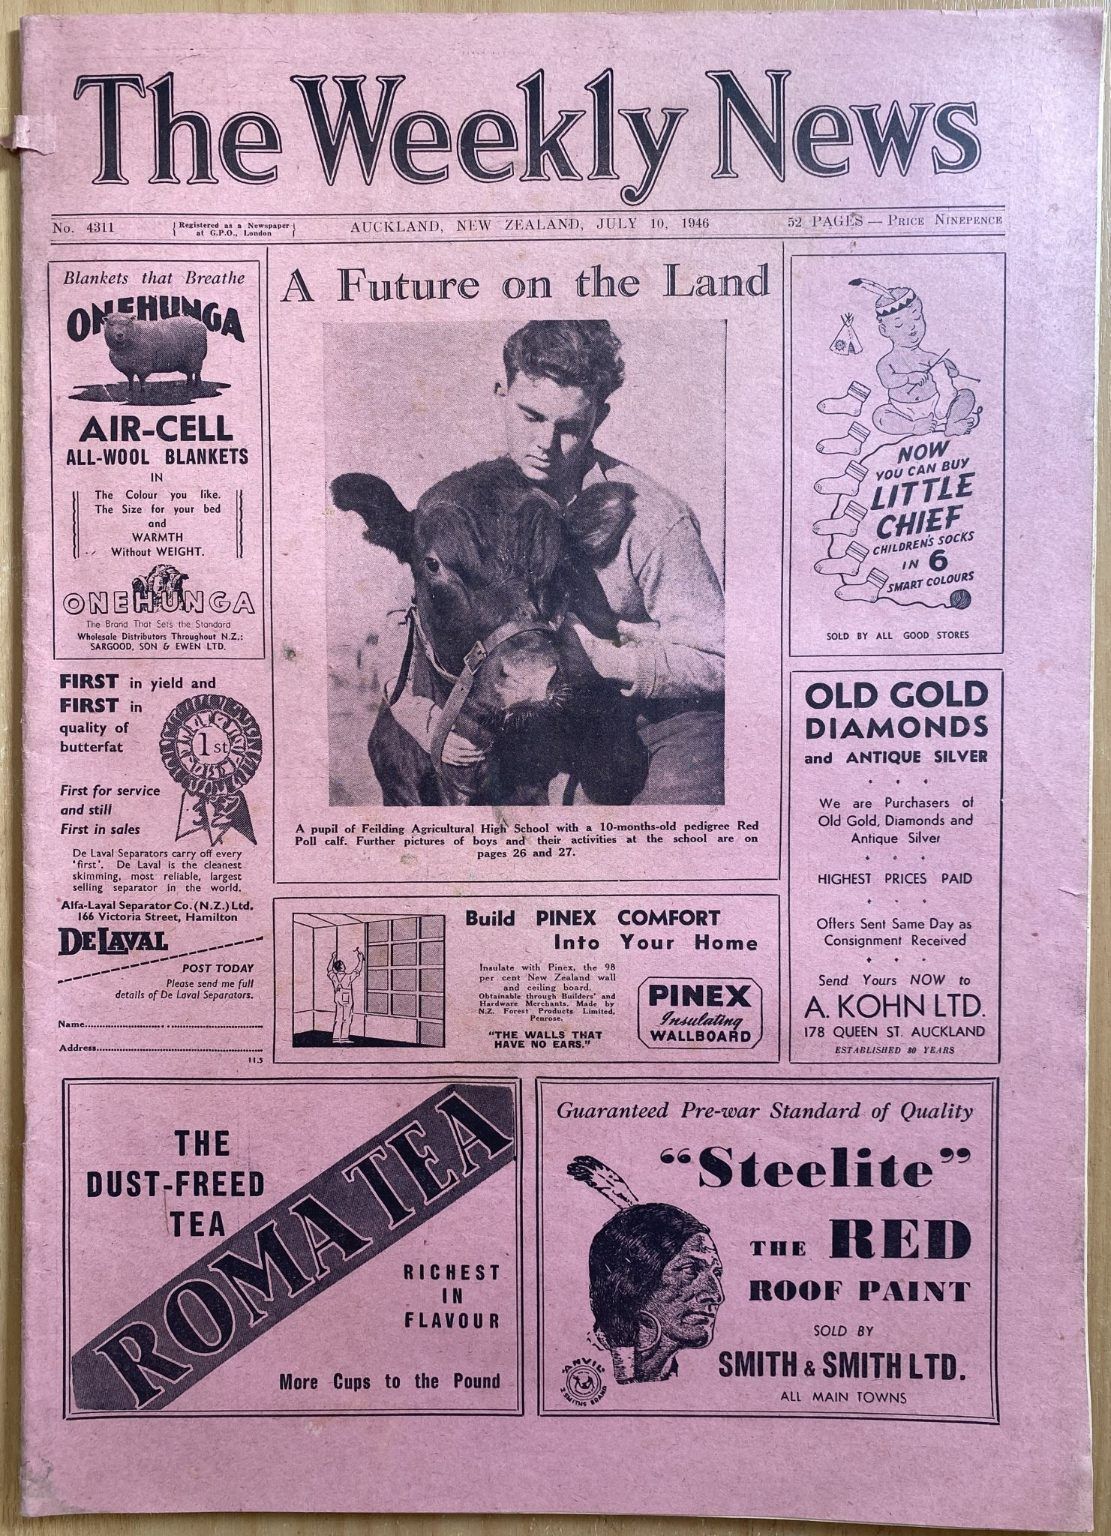 The Weekly News
No. 4311
Registered as a Newspaper
at G.P.O., London
AUCKLAND, NEW ZEALAND, JULY 10, 1946
52 PAGES — PRICE NINEPENCE
Blankets that Breathe
ONEHUNGA
AIR-CELL
ALL-WOOL BLANKETS
IN
The Colour you like.
The Size for your bed
and
WARMTH
Without WEIGHT.
ONEHUNGA
The Brand That Sets the Standard
Wholesale Distributors Throughout N.Z.:
SARGOOD, SON & EWEN LTD.
FIRST in yield and
FIRST in
quality of
butterfat
1st
First for service
and still
First in sales
De Laval Separators carry off every
'first'. De Laval is the cleanest
skimming, most reliable, largest
selling separator in the world.
Alfa-Laval Separator Co. (N.Z.) Ltd.
166 Victoria Street, Hamilton
DE LAVAL
POST TODAY
Please send me full
details of De Laval Separators.
Name
Address
11.5
A Future on the Land
A pupil of Feilding Agricultural High School with a 10-months-old pedigree Red
Poll calf. Further pictures of boys and their activities at the school are on
pages 26 and 27.
Build PINEX COMFORT
Into Your Home
Insulate with Pinex, the 98
per cent New Zealand wall
and ceiling board.
Obtainable through Builders' and
Hardware Merchants. Made by
N.Z. Forest Products Limited,
Penrose.
"THE WALLS THAT
HAVE NO EARS."
PINEX
Insulating
WALLBOARD
NOW
YOU CAN BUY
LITTLE
CHIEF
CHILDREN'S SOCKS
IN 6
SMART COLOURS
SOLD BY ALL GOOD STORES
OLD GOLD
DIAMONDS
and ANTIQUE SILVER
We are Purchasers of
Old Gold, Diamonds and
Antique Silver
HIGHEST PRICES PAID
Offers Sent Same Day as
Consignment Received
Send Yours NOW to
A. KOHN LTD.
178 QUEEN ST. AUCKLAND
ESTABLISHED 80 YEARS
THE
DUST-FREED
TEA
ROMA TEA
RICHEST
IN
FLAVOUR
More Cups to the Pound
Guaranteed Pre-war Standard of Quality
"Steelite"
THE RED
ROOF PAINT
SOLD BY
SMITH & SMITH LTD.
ALL MAIN TOWNS
ANVIL
2 SMITHS BRAND